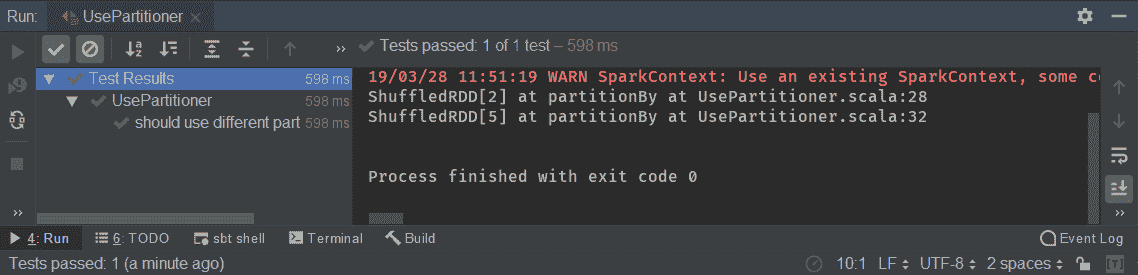 Run: UsePartitioner
Tests passed: 1 of 1 test – 598 ms
Test Results 598 ms
UsePartitioner 598 ms
should use different part 598 ms
19/03/28 11:51:19 WARN SparkContext: Use an existing SparkContext, some c
ShuffledRDD[2] at partitionBy at UsePartitioner.scala:28
ShuffledRDD[5] at partitionBy at UsePartitioner.scala:32
Process finished with exit code 0
4: Run 6: TODO sbt shell Terminal Build Event Log
Tests passed: 1 (a minute ago) 10:1 LF UTF-8 2 spaces